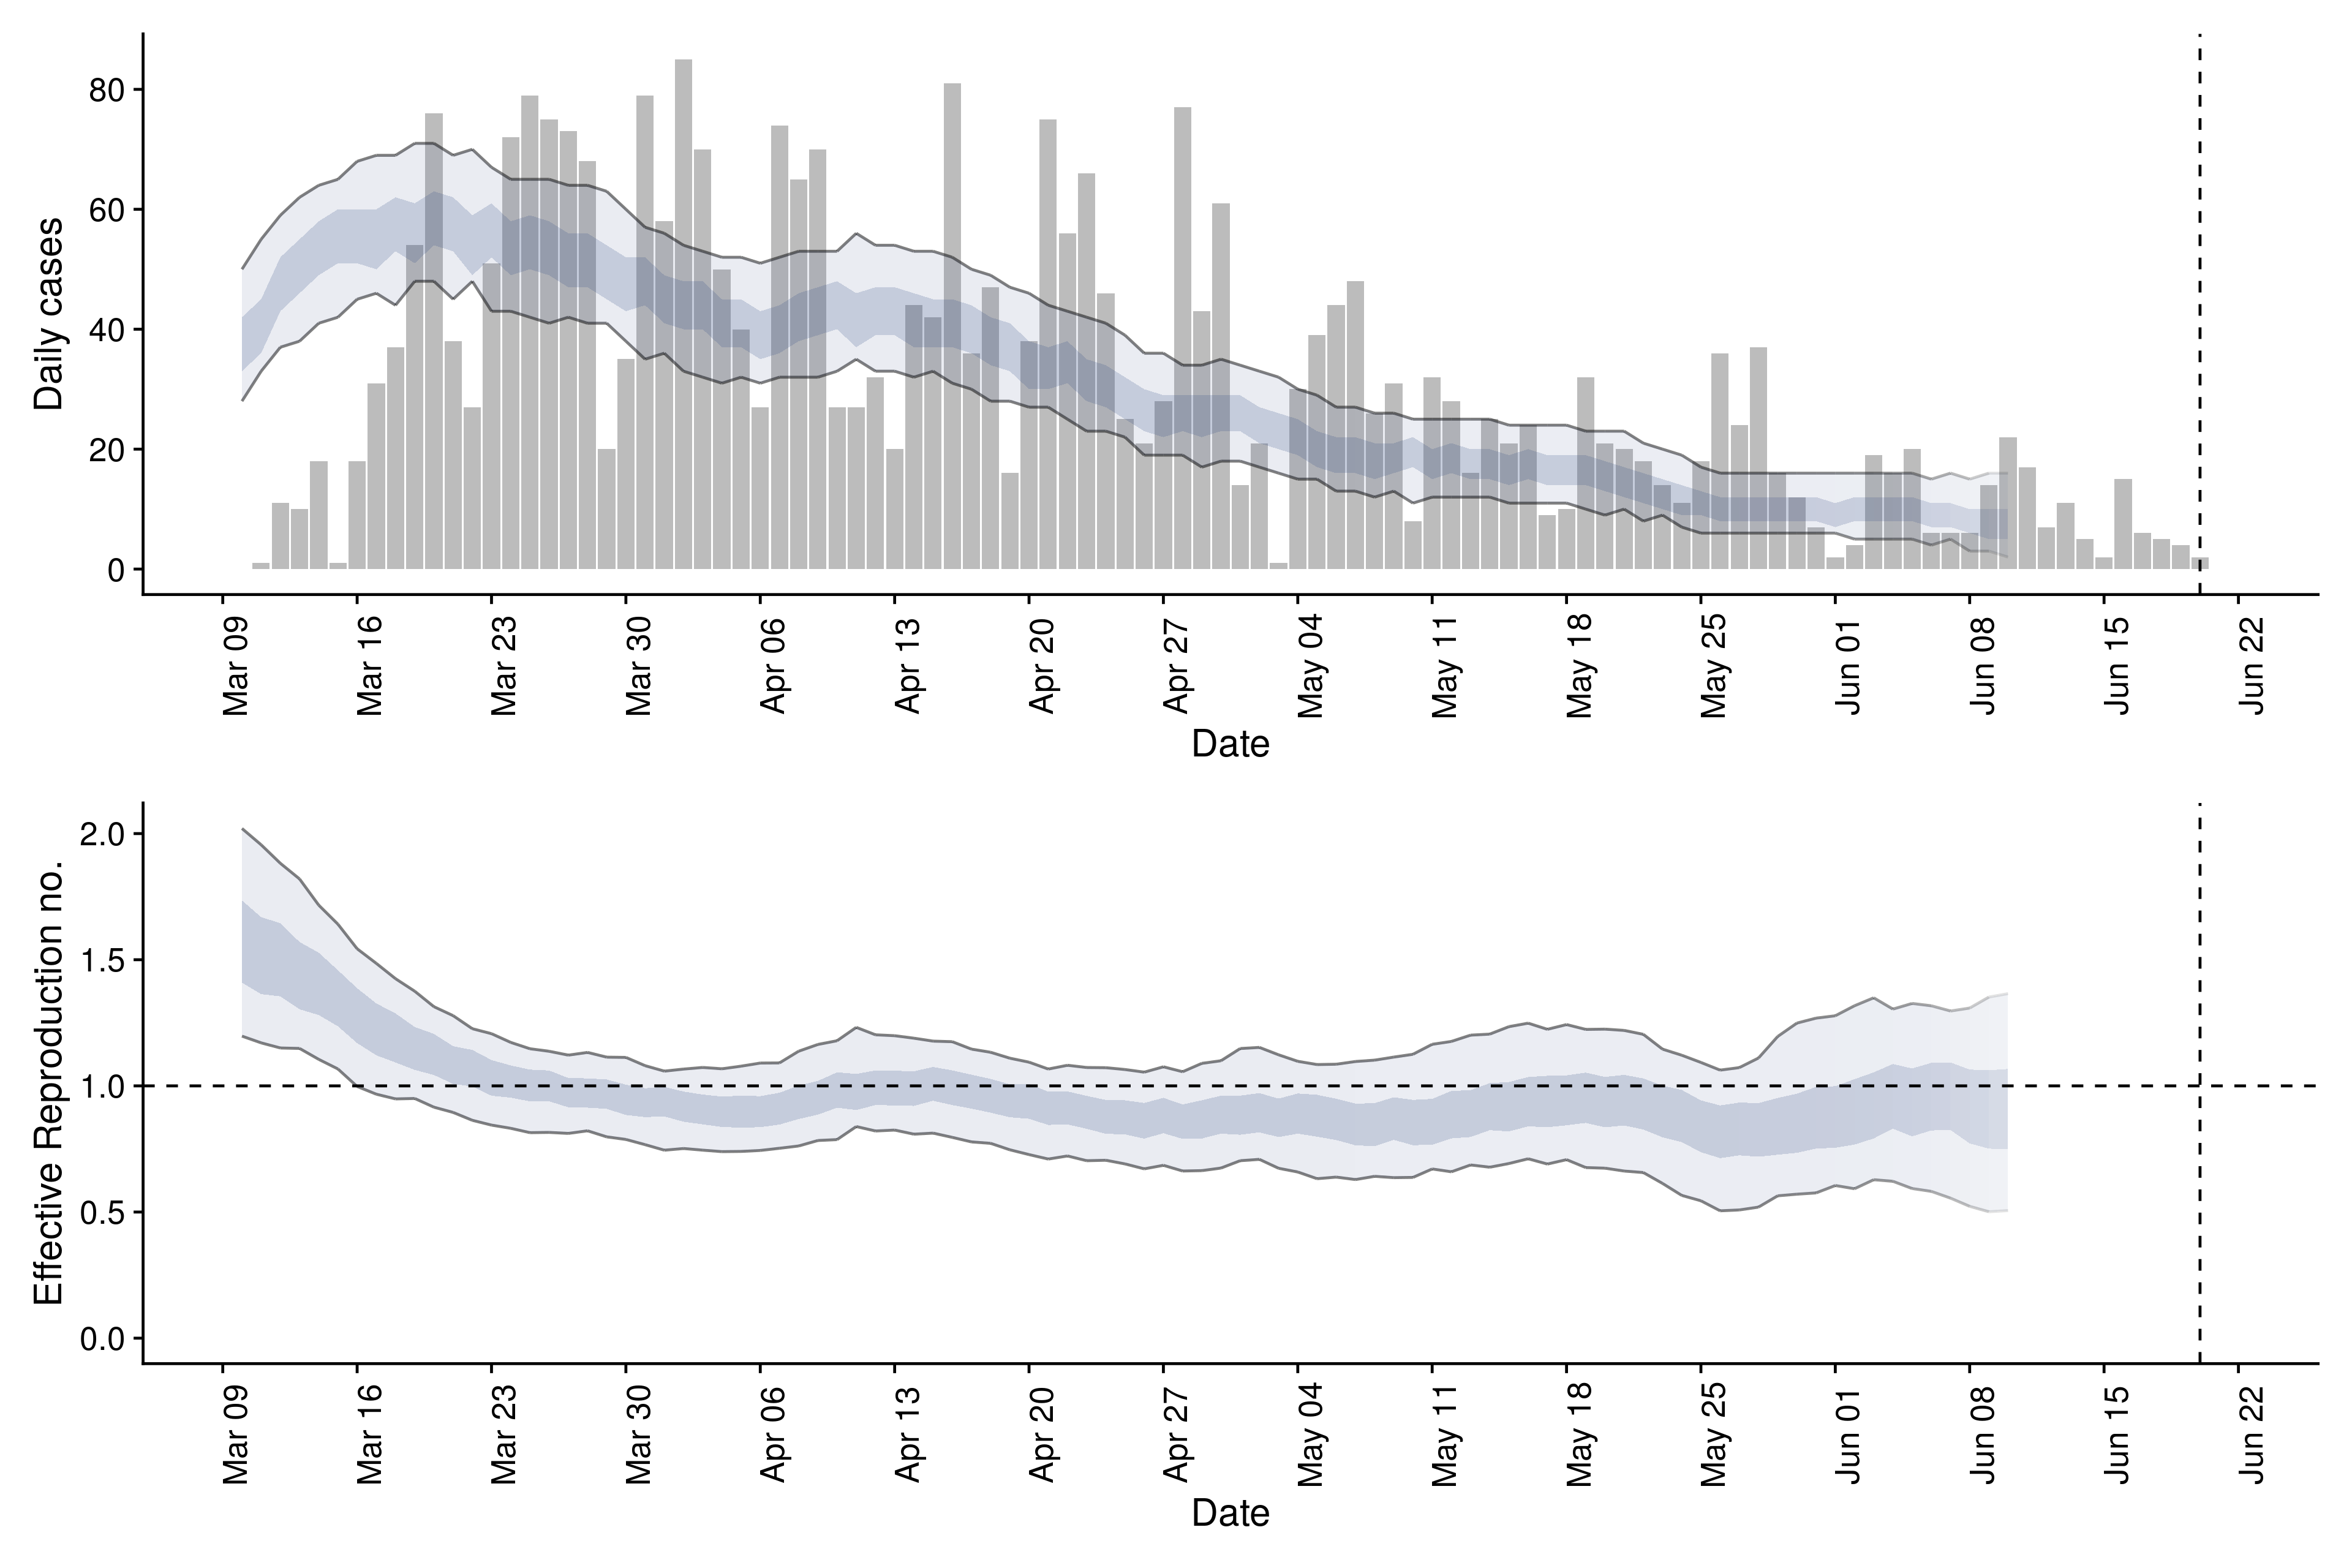 Daily cases
80
60
40
20
0
Mar 09
Mar 16
Mar 23
Mar 30
Apr 06
Apr 13
Apr 20
Apr 27
May 04
May 11
May 18
May 25
Jun 01
Jun 08
Jun 15
Jun 22
Date
Effective Reproduction no.
2.0
1.5
1.0
0.5
0.0
Mar 09
Mar 16
Mar 23
Mar 30
Apr 06
Apr 13
Apr 20
Apr 27
May 04
May 11
May 18
May 25
Jun 01
Jun 08
Jun 15
Jun 22
Date